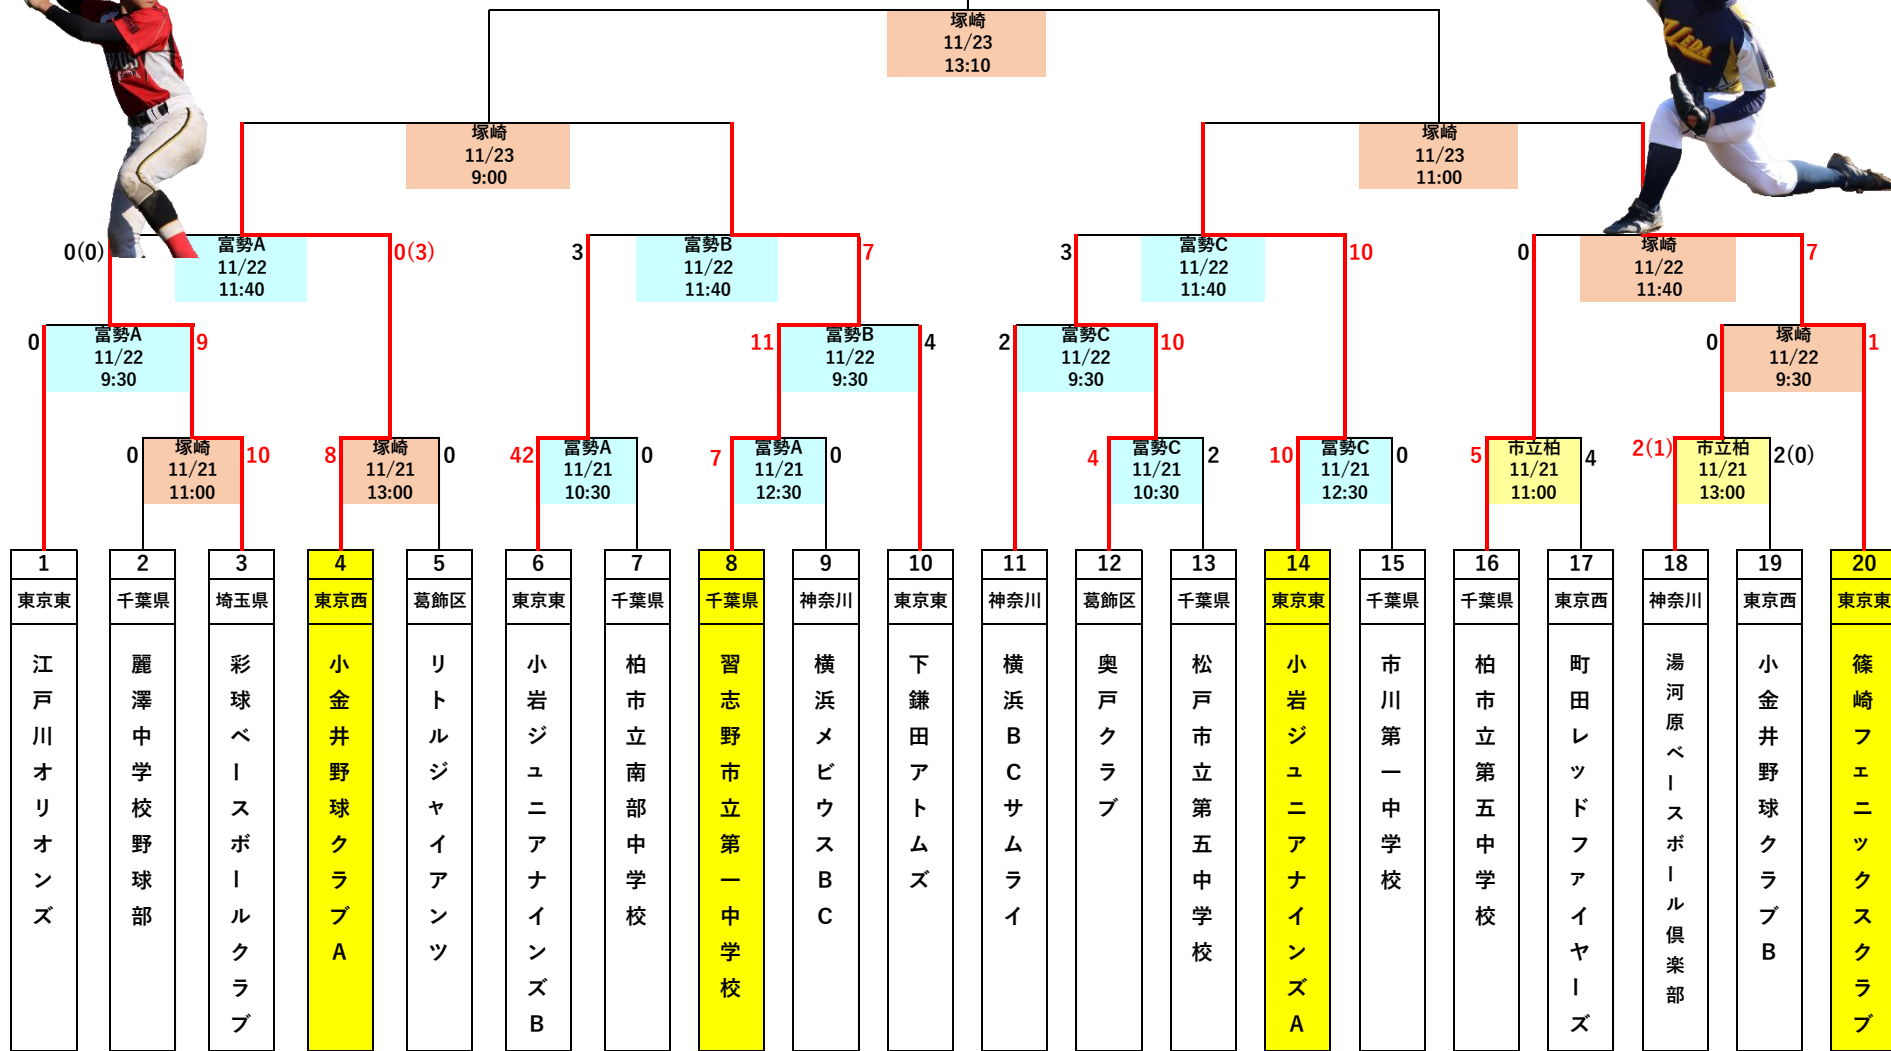 塚崎
11/23
13:10
塚崎
11/23
9:00
塚崎
11/23
11:00
UEDA
0(0)
富勢A
11/22
11:40
0(3)
3
富勢B
11/22
11:40
7
3
富勢C
11/22
11:40
10
0
塚崎
11/22
11:40
7
0
富勢A
11/22
9:30
9
11
富勢B
11/22
9:30
4
2
富勢C
11/22
9:30
10
0
塚崎
11/22
9:30
1
0
塚崎
11/21
11:00
10
8
塚崎
11/21
13:00
0
42
富勢A
11/21
10:30
0
7
富勢A
11/21
12:30
0
4
富勢C
11/21
10:30
2
10
富勢C
11/21
12:30
0
5
市立柏
11/21
11:00
4
2(1)
市立柏
11/21
13:00
2(0)
1
東京東
江戸川オリオンズ
2
千葉県
麗澤中学校野球部
3
埼玉県
彩球ベースボールクラブ
4
東京西
小金井野球クラブA
5
葛飾区
リトルジャイアンツ
6
東京東
小岩ジュニアナインズB
7
千葉県
柏市立南部中学校
8
千葉県
習志野市立第一中学校
9
神奈川
横浜メビウスBC
10
東京東
下鎌田アトムズ
11
神奈川
横浜BCサムライ
12
葛飾区
奥戸クラブ
13
千葉県
松戸市立第五中学校
14
東京東
小岩ジュニアナインズA
15
千葉県
市川第一中学校
16
千葉県
柏市立第五中学校
17
東京西
町田レッドファイヤーズ
18
神奈川
湯河原ベースボール倶楽部
19
東京西
小金井野球クラブB
20
東京東
篠崎フェニックスクラブ